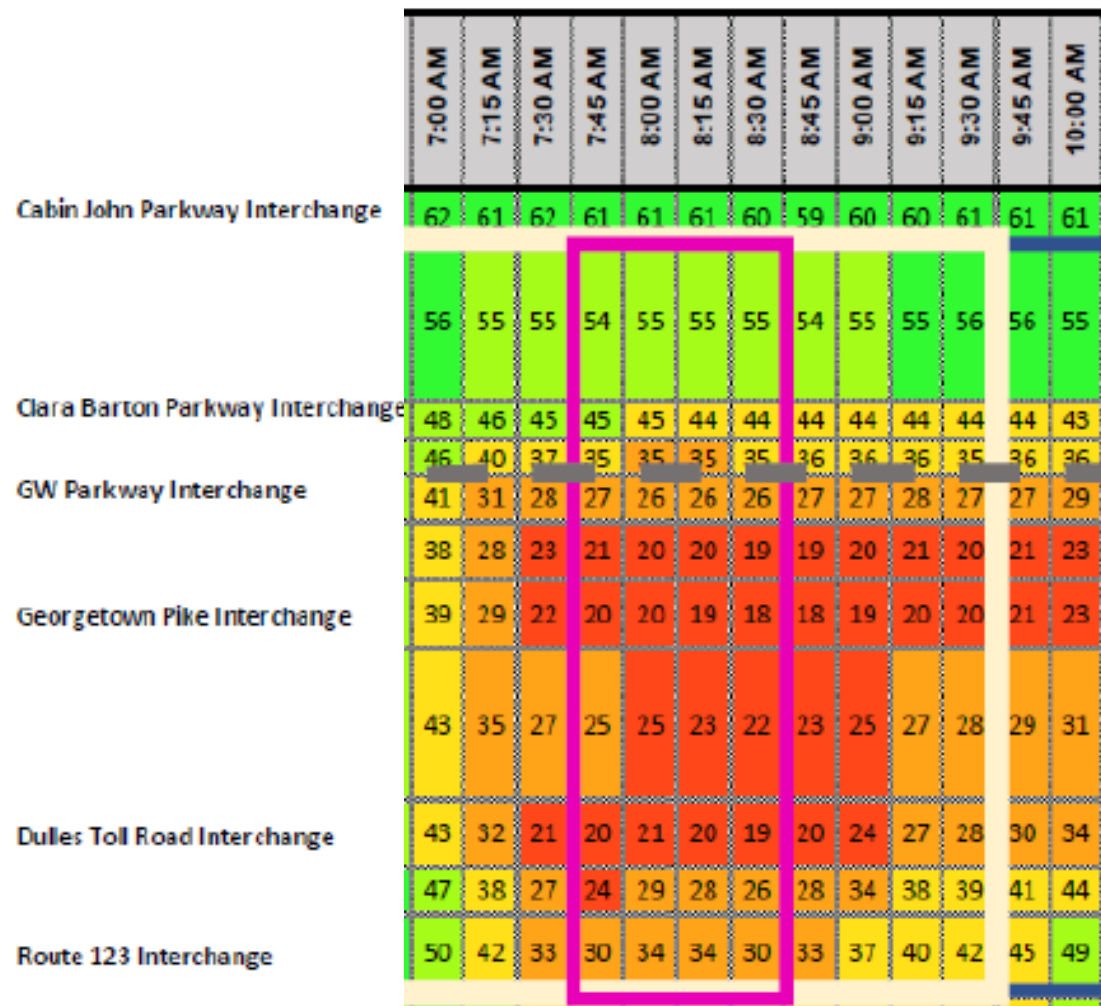 7:00 AM 7:15 AM 7:30 AM 7:45 AM 8:00 AM 8:15 AM 8:30 AM 8:45 AM 9:00 AM 9:15 AM 9:30 AM 9:45 AM 10:00 AM
Cabin John Parkway Interchange 62 61 62 61 61 61 60 59 60 60 61 61 61
56 55 55 54 55 55 55 54 55 55 56 56 55
Clara Barton Parkway Interchange 48 46 45 45 45 44 44 44 44 44 44 44 43
46 40 37 35 35 35 35 36 36 36 35 36 36
GW Parkway Interchange 41 31 28 27 26 26 26 27 27 28 27 27 29
38 28 23 21 20 20 19 19 20 21 20 21 23
Georgetown Pike Interchange 39 29 22 20 20 19 18 18 19 20 20 21 23
43 35 27 25 25 23 22 23 25 27 28 29 31
Dulles Toll Road Interchange 43 32 21 20 21 20 19 20 24 27 28 30 34
47 38 27 24 29 28 26 28 34 38 39 41 44
Route 123 Interchange 50 42 33 30 34 34 30 33 37 40 42 45 49